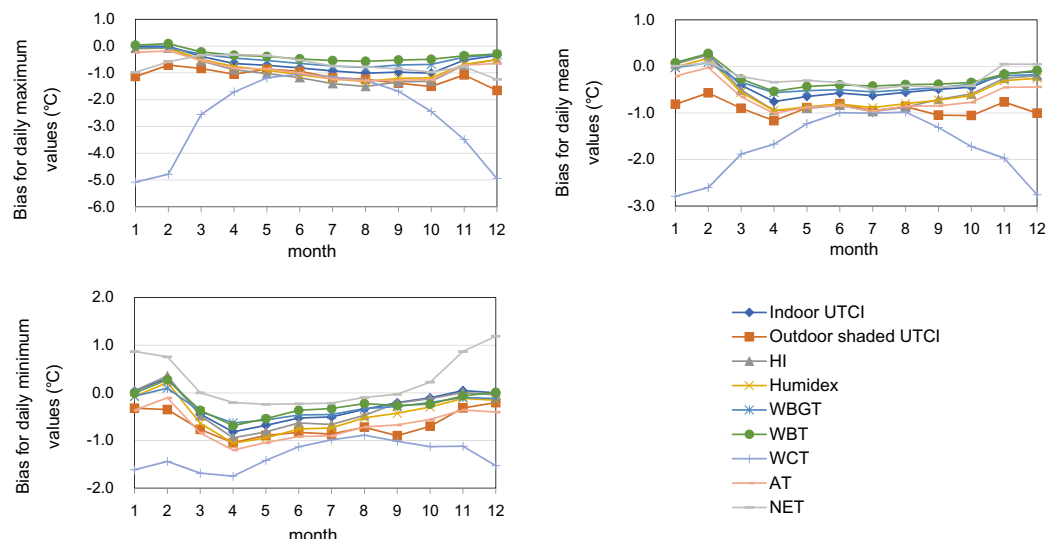 Bias for daily maximum
values (°C)
1.0
0.0
-1.0
-2.0
-3.0
-4.0
-5.0
-6.0
1 2 3 4 5 6 7 8 9 10 11 12
month
Bias for daily mean
values (°C)
1.0
0.0
-1.0
-2.0
-3.0
1 2 3 4 5 6 7 8 9 10 11 12
month
Bias for daily minimum
values (°C)
2.0
1.0
0.0
-1.0
-2.0
1 2 3 4 5 6 7 8 9 10 11 12
month
Indoor UTCI
Outdoor shaded UTCI
HI
Humidex
WBGT
WBT
WCT
AT
NET